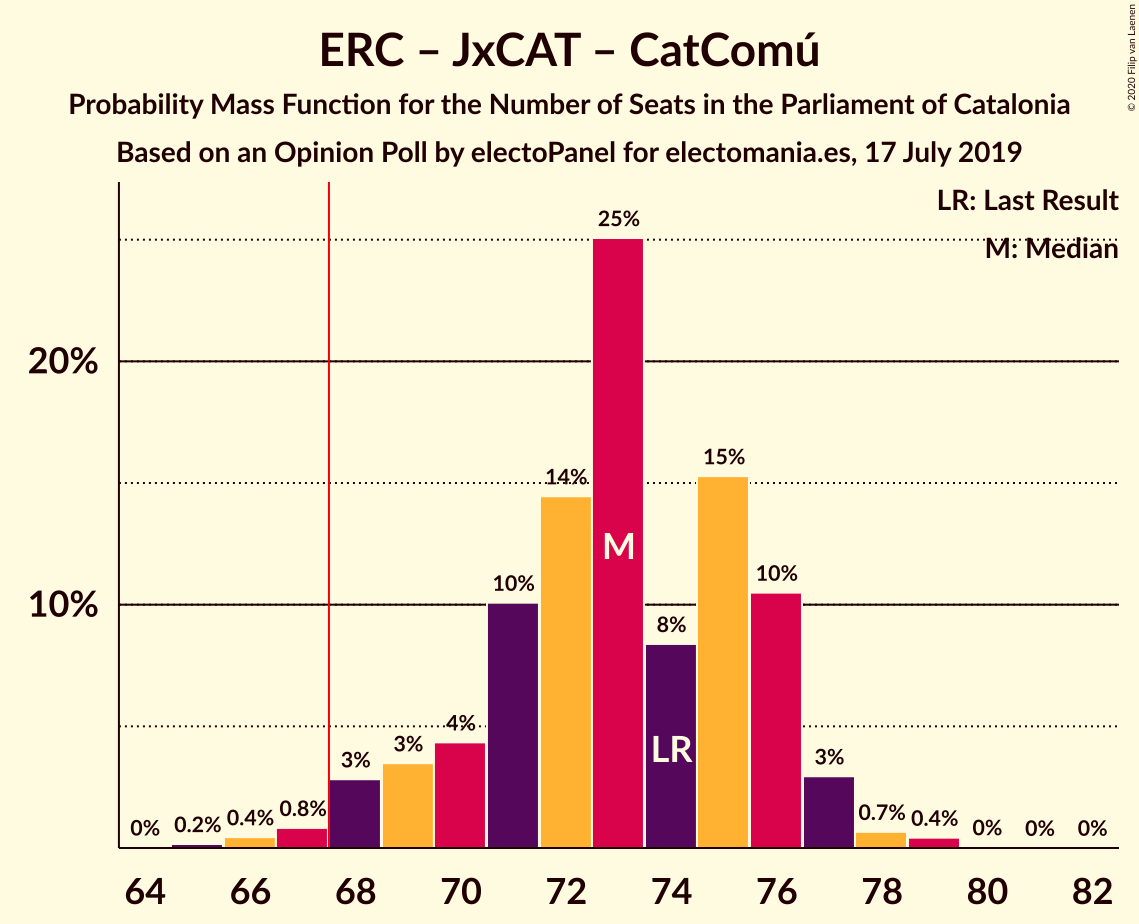 ERC – JxCAT – CatComú
Probability Mass Function for the Number of Seats in the Parliament of Catalonia
Based on an Opinion Poll by electoPanel for electomania.es, 17 July 2019
© 2020 Filip van Laenen
LR: Last Result
M: Median
20%
10%
0% 0.2% 0.4% 0.8% 3% 3% 4% 10% 14% 25% 8% 15% 10% 3% 0.7% 0.4% 0% 0% 0%
M
LR
64 66 68 70 72 74 76 78 80 82